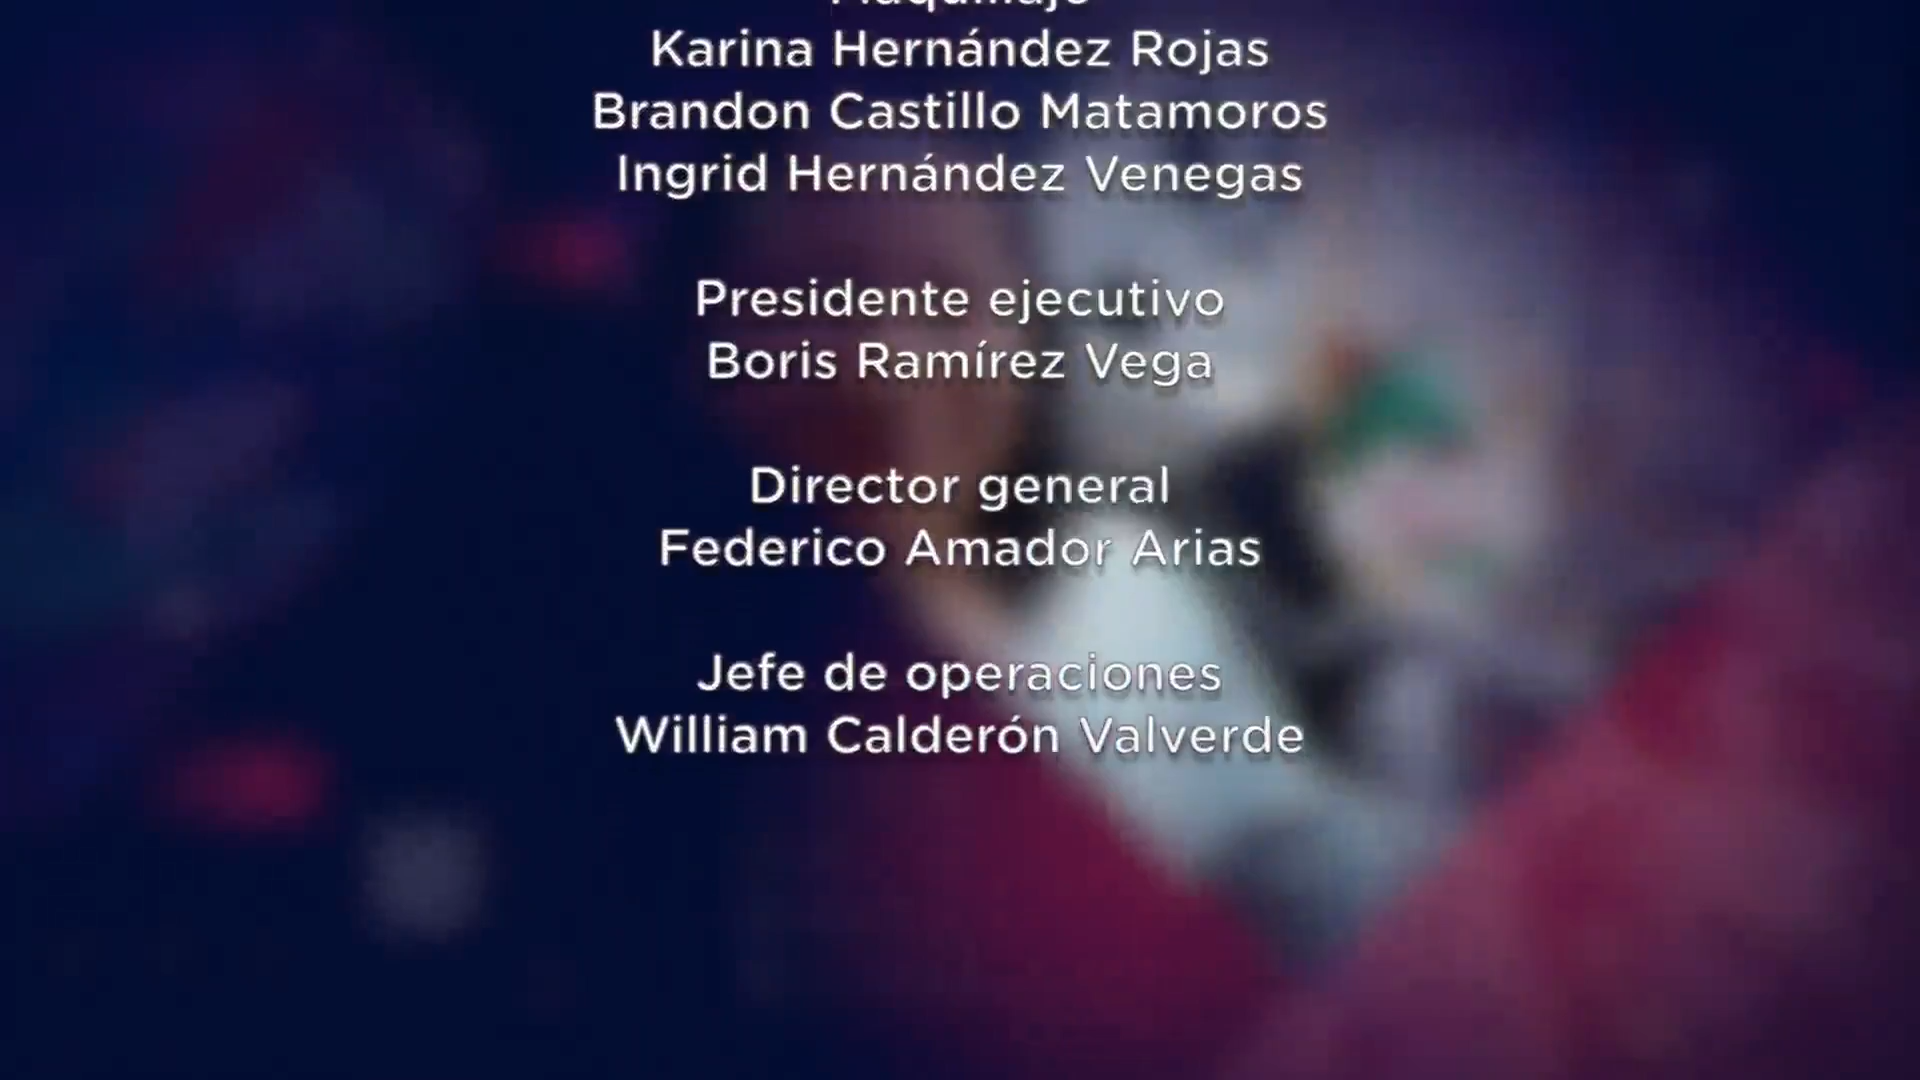 Maquillaje
Karina Hernández Rojas
Brandon Castillo Matamoros
Ingrid Hernández Venegas
Presidente ejecutivo
Boris Ramírez Vega
Director general
Federico Amador Arias
Jefe de operaciones
William Calderón Valverde